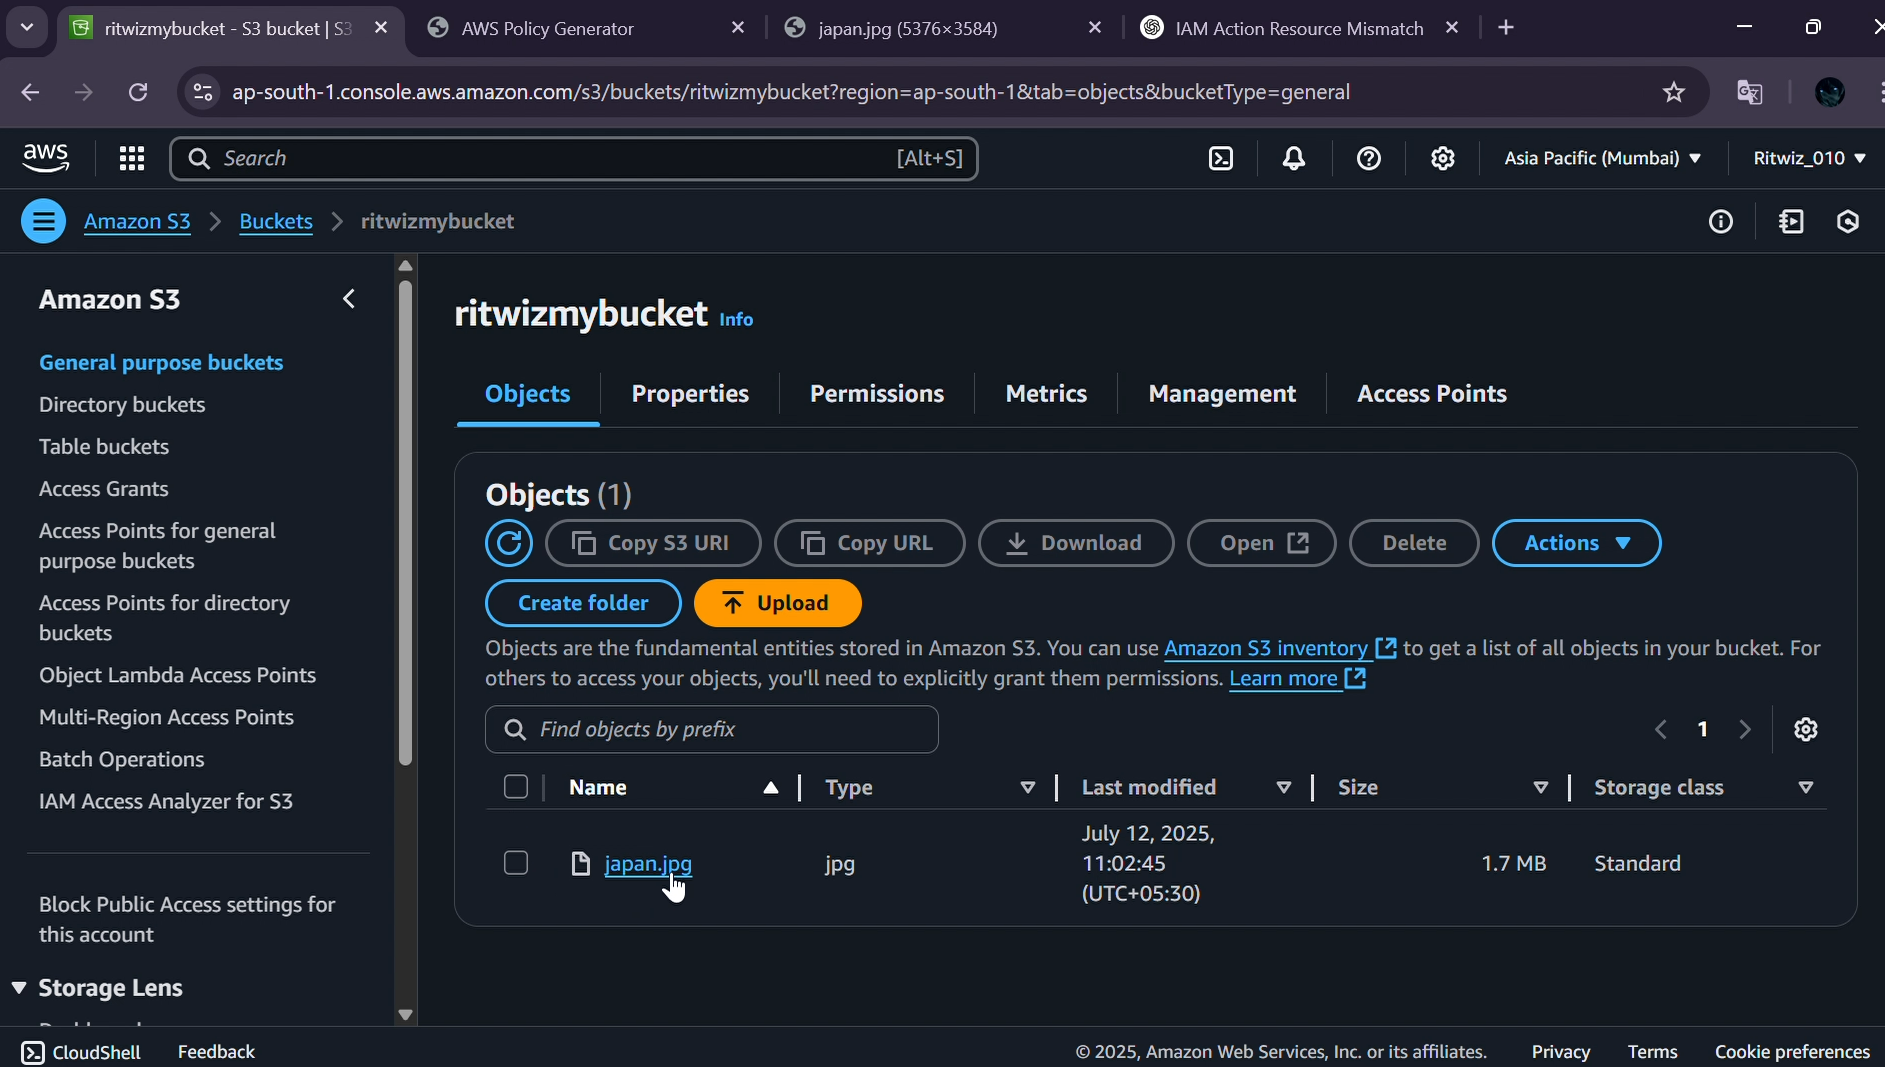 ritwizmybucket - S3 bucket | S3
AWS Policy Generator
japan.jpg (5376×3584)
IAM Action Resource Mismatch
ap-south-1.console.aws.amazon.com/s3/buckets/ritwizmybucket?region=ap-south-1&tab=objects&bucketType=general
aws
Search
[Alt+S]
Asia Pacific (Mumbai)
Ritwiz_010
Amazon S3
Buckets
ritwizmybucket
Amazon S3
General purpose buckets
Directory buckets
Table buckets
Access Grants
Access Points for general
purpose buckets
Access Points for directory
buckets
Object Lambda Access Points
Multi-Region Access Points
Batch Operations
IAM Access Analyzer for S3
Block Public Access settings for
this account
Storage Lens
ritwizmybucket Info
Objects
Properties
Permissions
Metrics
Management
Access Points
Objects (1)
Copy S3 URI
Copy URL
Download
Open
Delete
Actions
Create folder
Upload
Objects are the fundamental entities stored in Amazon S3. You can use Amazon S3 inventory to get a list of all objects in your bucket. For
others to access your objects, you'll need to explicitly grant them permissions. Learn more
Find objects by prefix
1
Name
Type
Last modified
Size
Storage class
japan.jpg
jpg
July 12, 2025,
11:02:45
(UTC+05:30)
1.7 MB
Standard
CloudShell
Feedback
© 2025, Amazon Web Services, Inc. or its affiliates.
Privacy
Terms
Cookie preferences